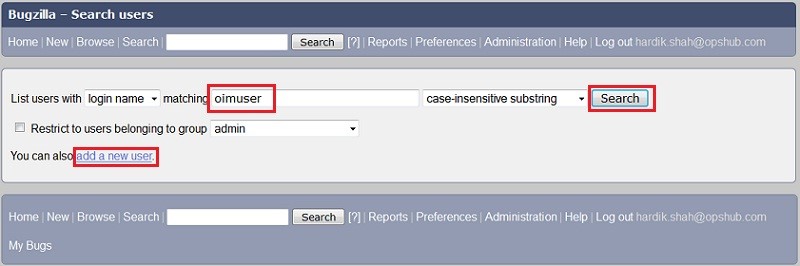 Bugzilla – Search users
Home | New | Browse | Search | Search [?] | Reports | Preferences | Administration | Help | Log out hardik.shah@opshub.com
List users with login name matching oimuser case-insensitive substring Search
Restrict to users belonging to group admin
You can also add a new user.
Home | New | Browse | Search | Search [?] | Reports | Preferences | Administration | Help | Log out hardik.shah@opshub.com
My Bugs